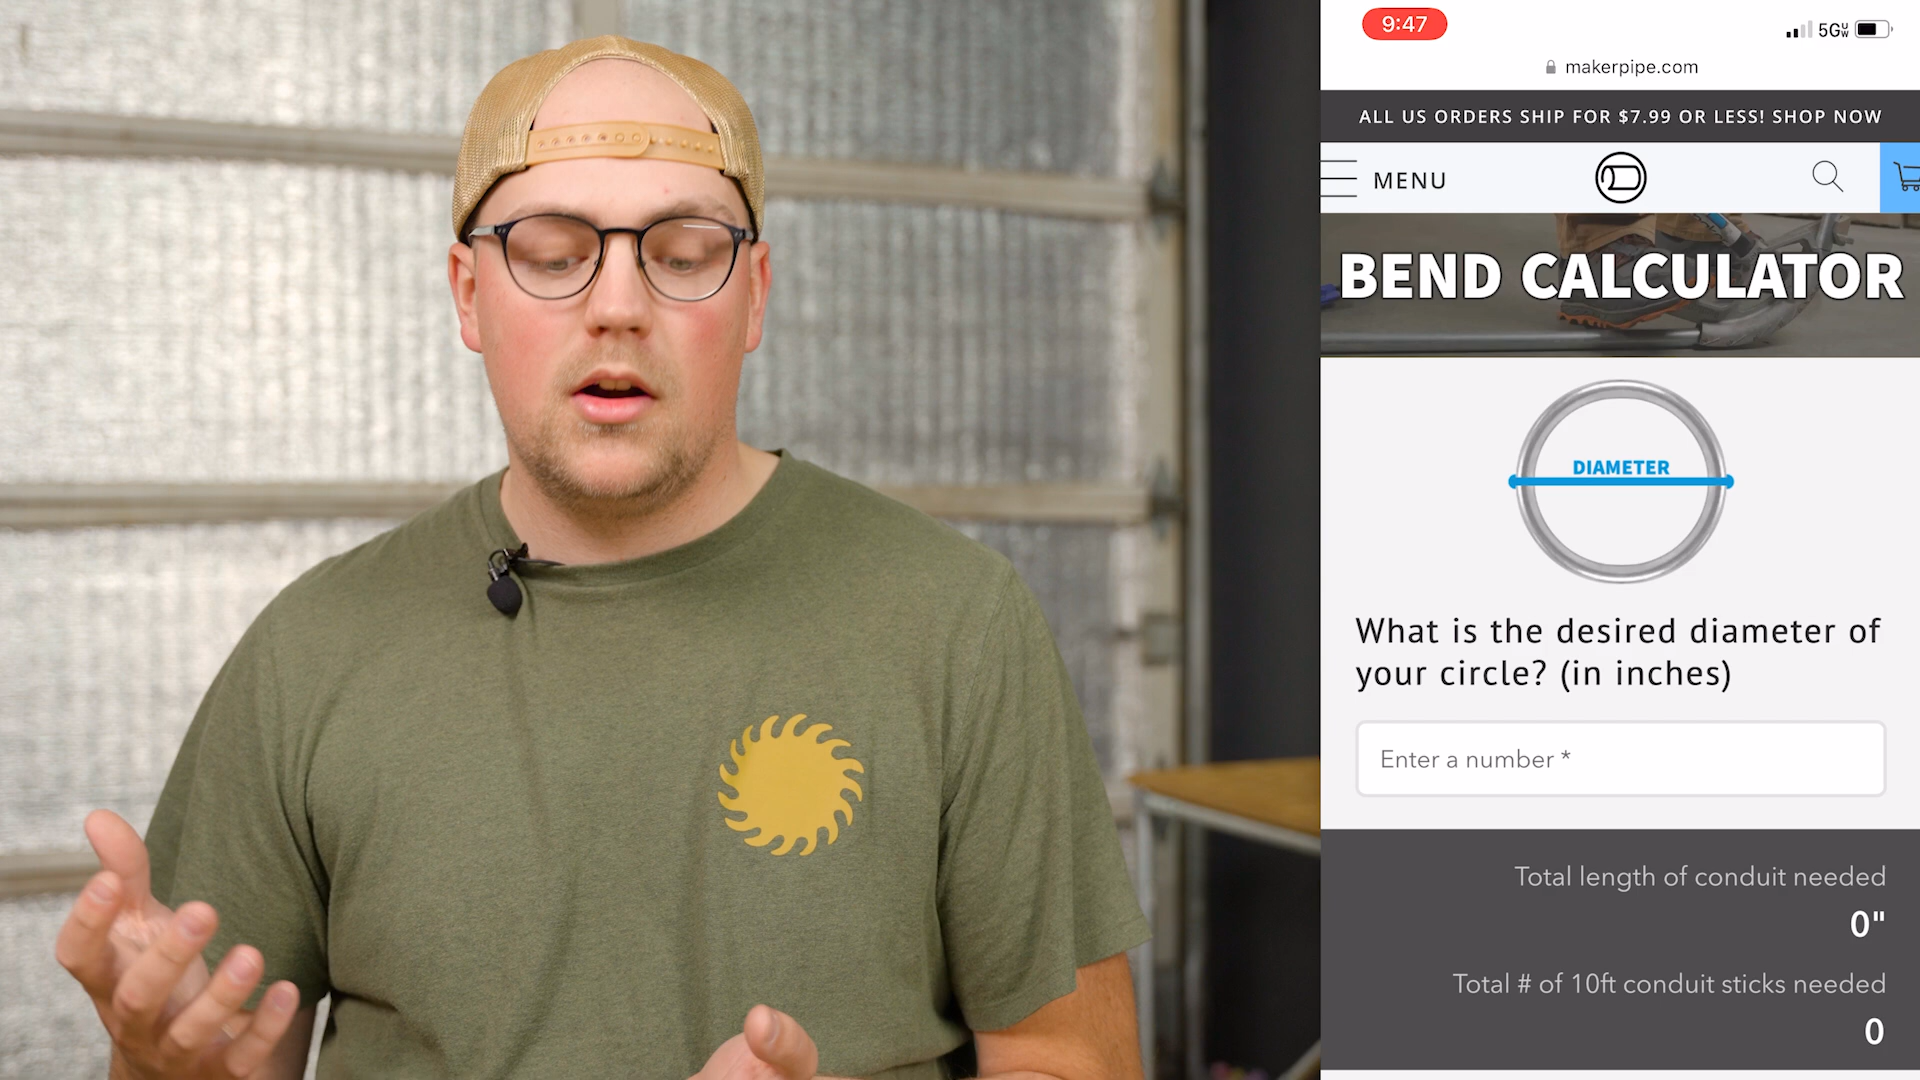 9:47
5GUW
makerpipe.com
ALL US ORDERS SHIP FOR $7.99 OR LESS! SHOP NOW
MENU
BEND CALCULATOR
DIAMETER
What is the desired diameter of
your circle? (in inches)
Enter a number *
Total length of conduit needed
0"
Total # of 10ft conduit sticks needed
0